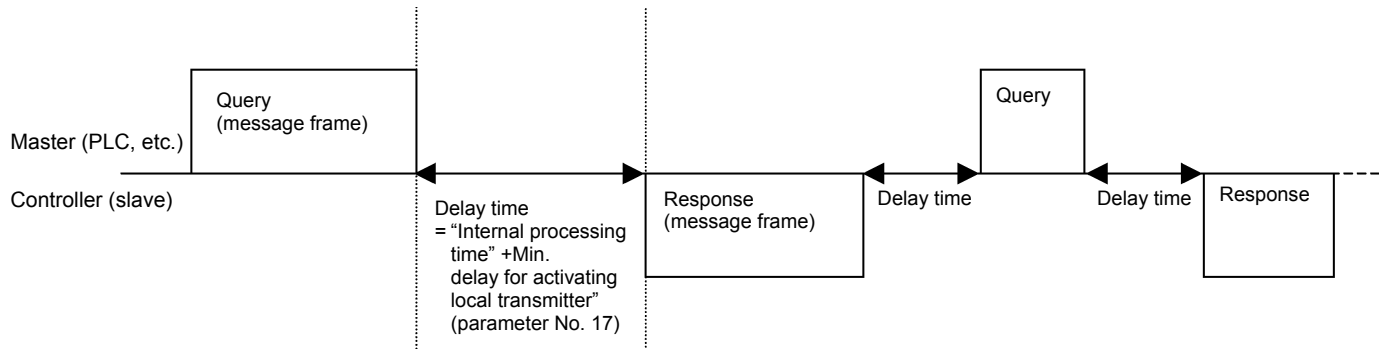 Query
(message frame)
Query
Master (PLC, etc.)
Controller (slave)
Delay time
= “Internal processing
time” +Min.
delay for activating
local transmitter”
(parameter No. 17)
Response
(message frame)
Delay time
Delay time
Response